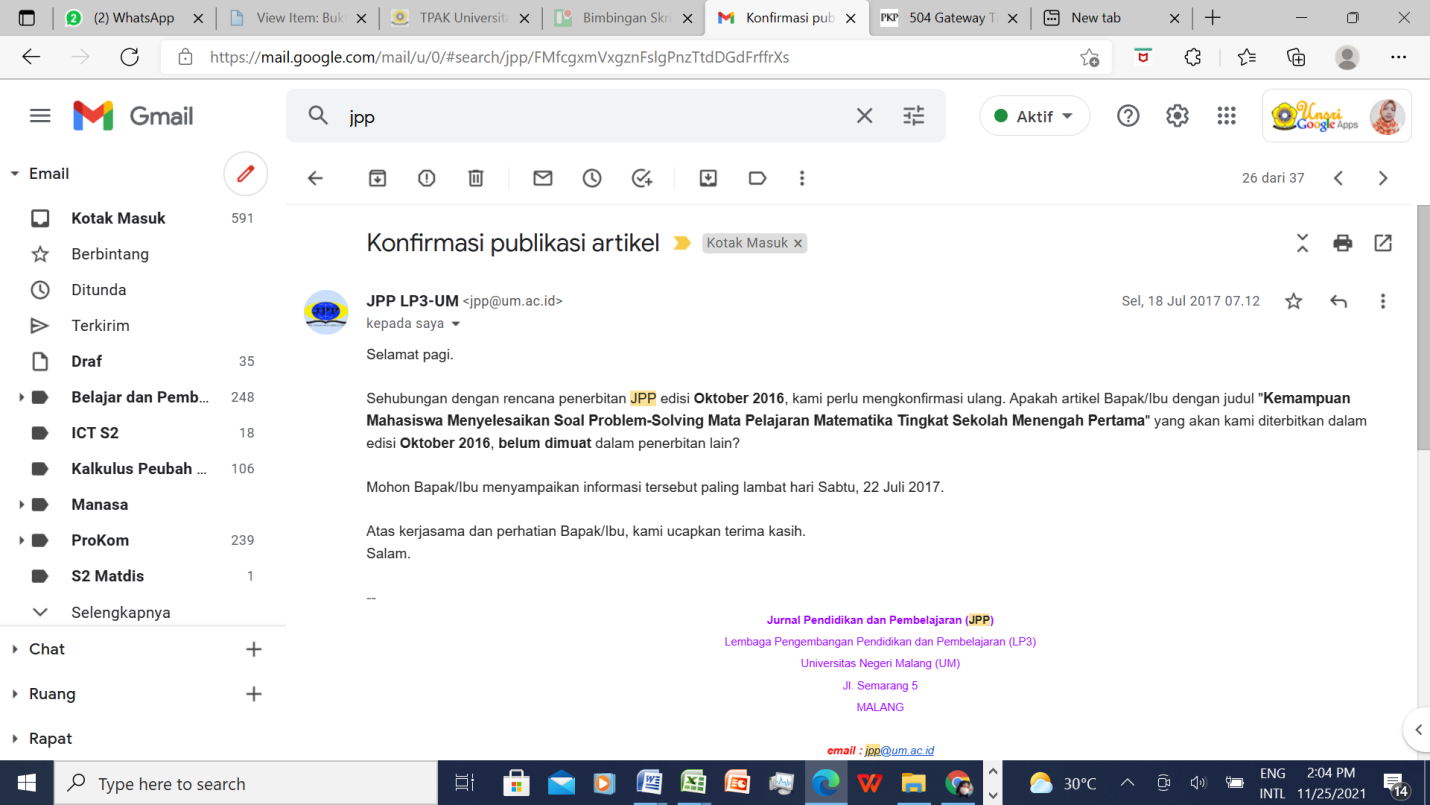 2
(2) WhatsApp
View Item: Buk
TPAK Universita
Bimbingan Skri
Konfirmasi pub
PKP
504 Gateway Ti
New tab
https://mail.google.com/mail/u/0/#search/jpp/FMfcgxmVxgznFslgPnzTtdDGdFrffrXs
Gmail
jpp
Aktif
Unsri
Google Apps
Email
26 dari 37
Kotak Masuk 591
Berbintang
Ditunda
Terkirim
Draf 35
Belajar dan Pemb... 248
ICT S2 18
Kalkulus Peubah ... 106
Manasa
ProKom 239
S2 Matdis 1
Selengkapnya
Chat
Ruang
Rapat
Konfirmasi publikasi artikel Kotak Masuk
JPP LP3-UM <jpp@um.ac.id> Sel, 18 Jul 2017 07.12
kepada saya
Selamat pagi.
Sehubungan dengan rencana penerbitan JPP edisi Oktober 2016, kami perlu mengkonfirmasi ulang. Apakah artikel Bapak/Ibu dengan judul "Kemampuan
Mahasiswa Menyelesaikan Soal Problem-Solving Mata Pelajaran Matematika Tingkat Sekolah Menengah Pertama" yang akan kami diterbitkan dalam
edisi Oktober 2016, belum dimuat dalam penerbitan lain?
Mohon Bapak/Ibu menyampaikan informasi tersebut paling lambat hari Sabtu, 22 Juli 2017.
Atas kerjasama dan perhatian Bapak/Ibu, kami ucapkan terima kasih.
Salam.
--
Jurnal Pendidikan dan Pembelajaran (JPP)
Lembaga Pengembangan Pendidikan dan Pembelajaran (LP3)
Universitas Negeri Malang (UM)
Jl. Semarang 5
MALANG
email : jpp@um.ac.id
Type here to search
30°C
ENG
INTL
2:04 PM
11/25/2021
14